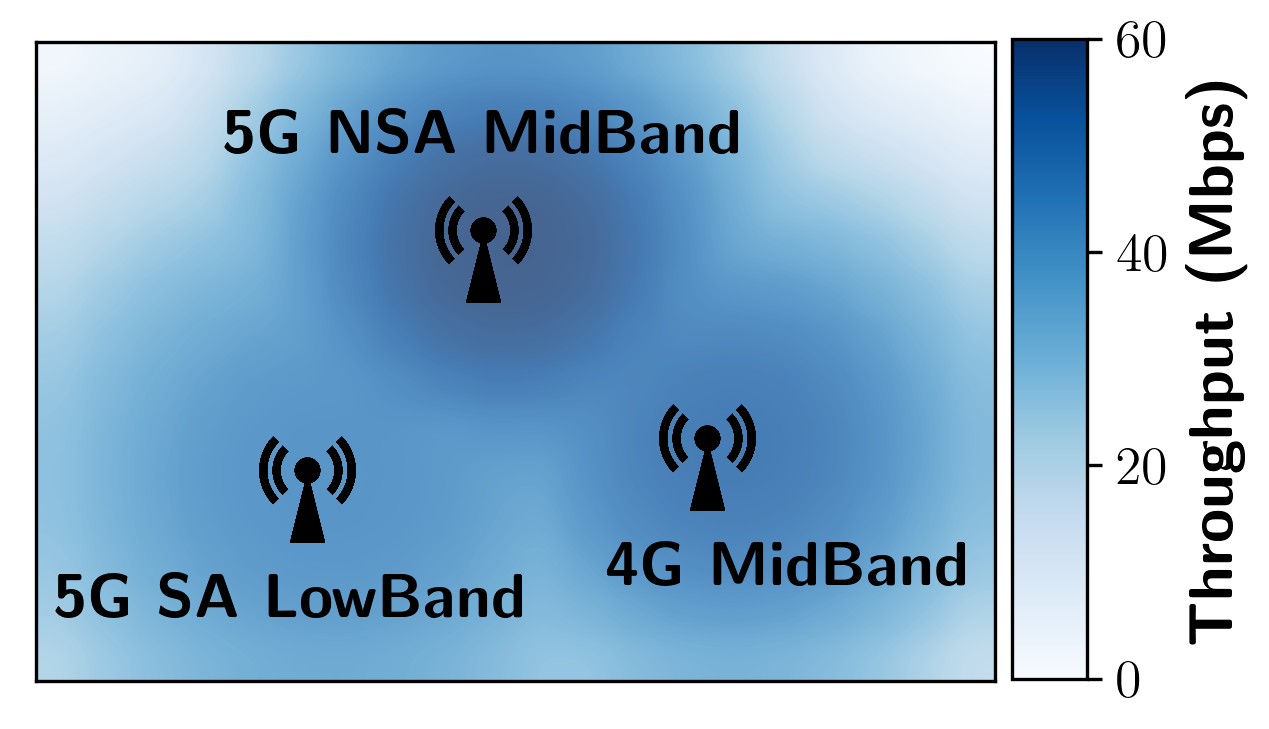 5G NSA MidBand
5G SA LowBand
4G MidBand
60
40
20
0
Throughput (Mbps)